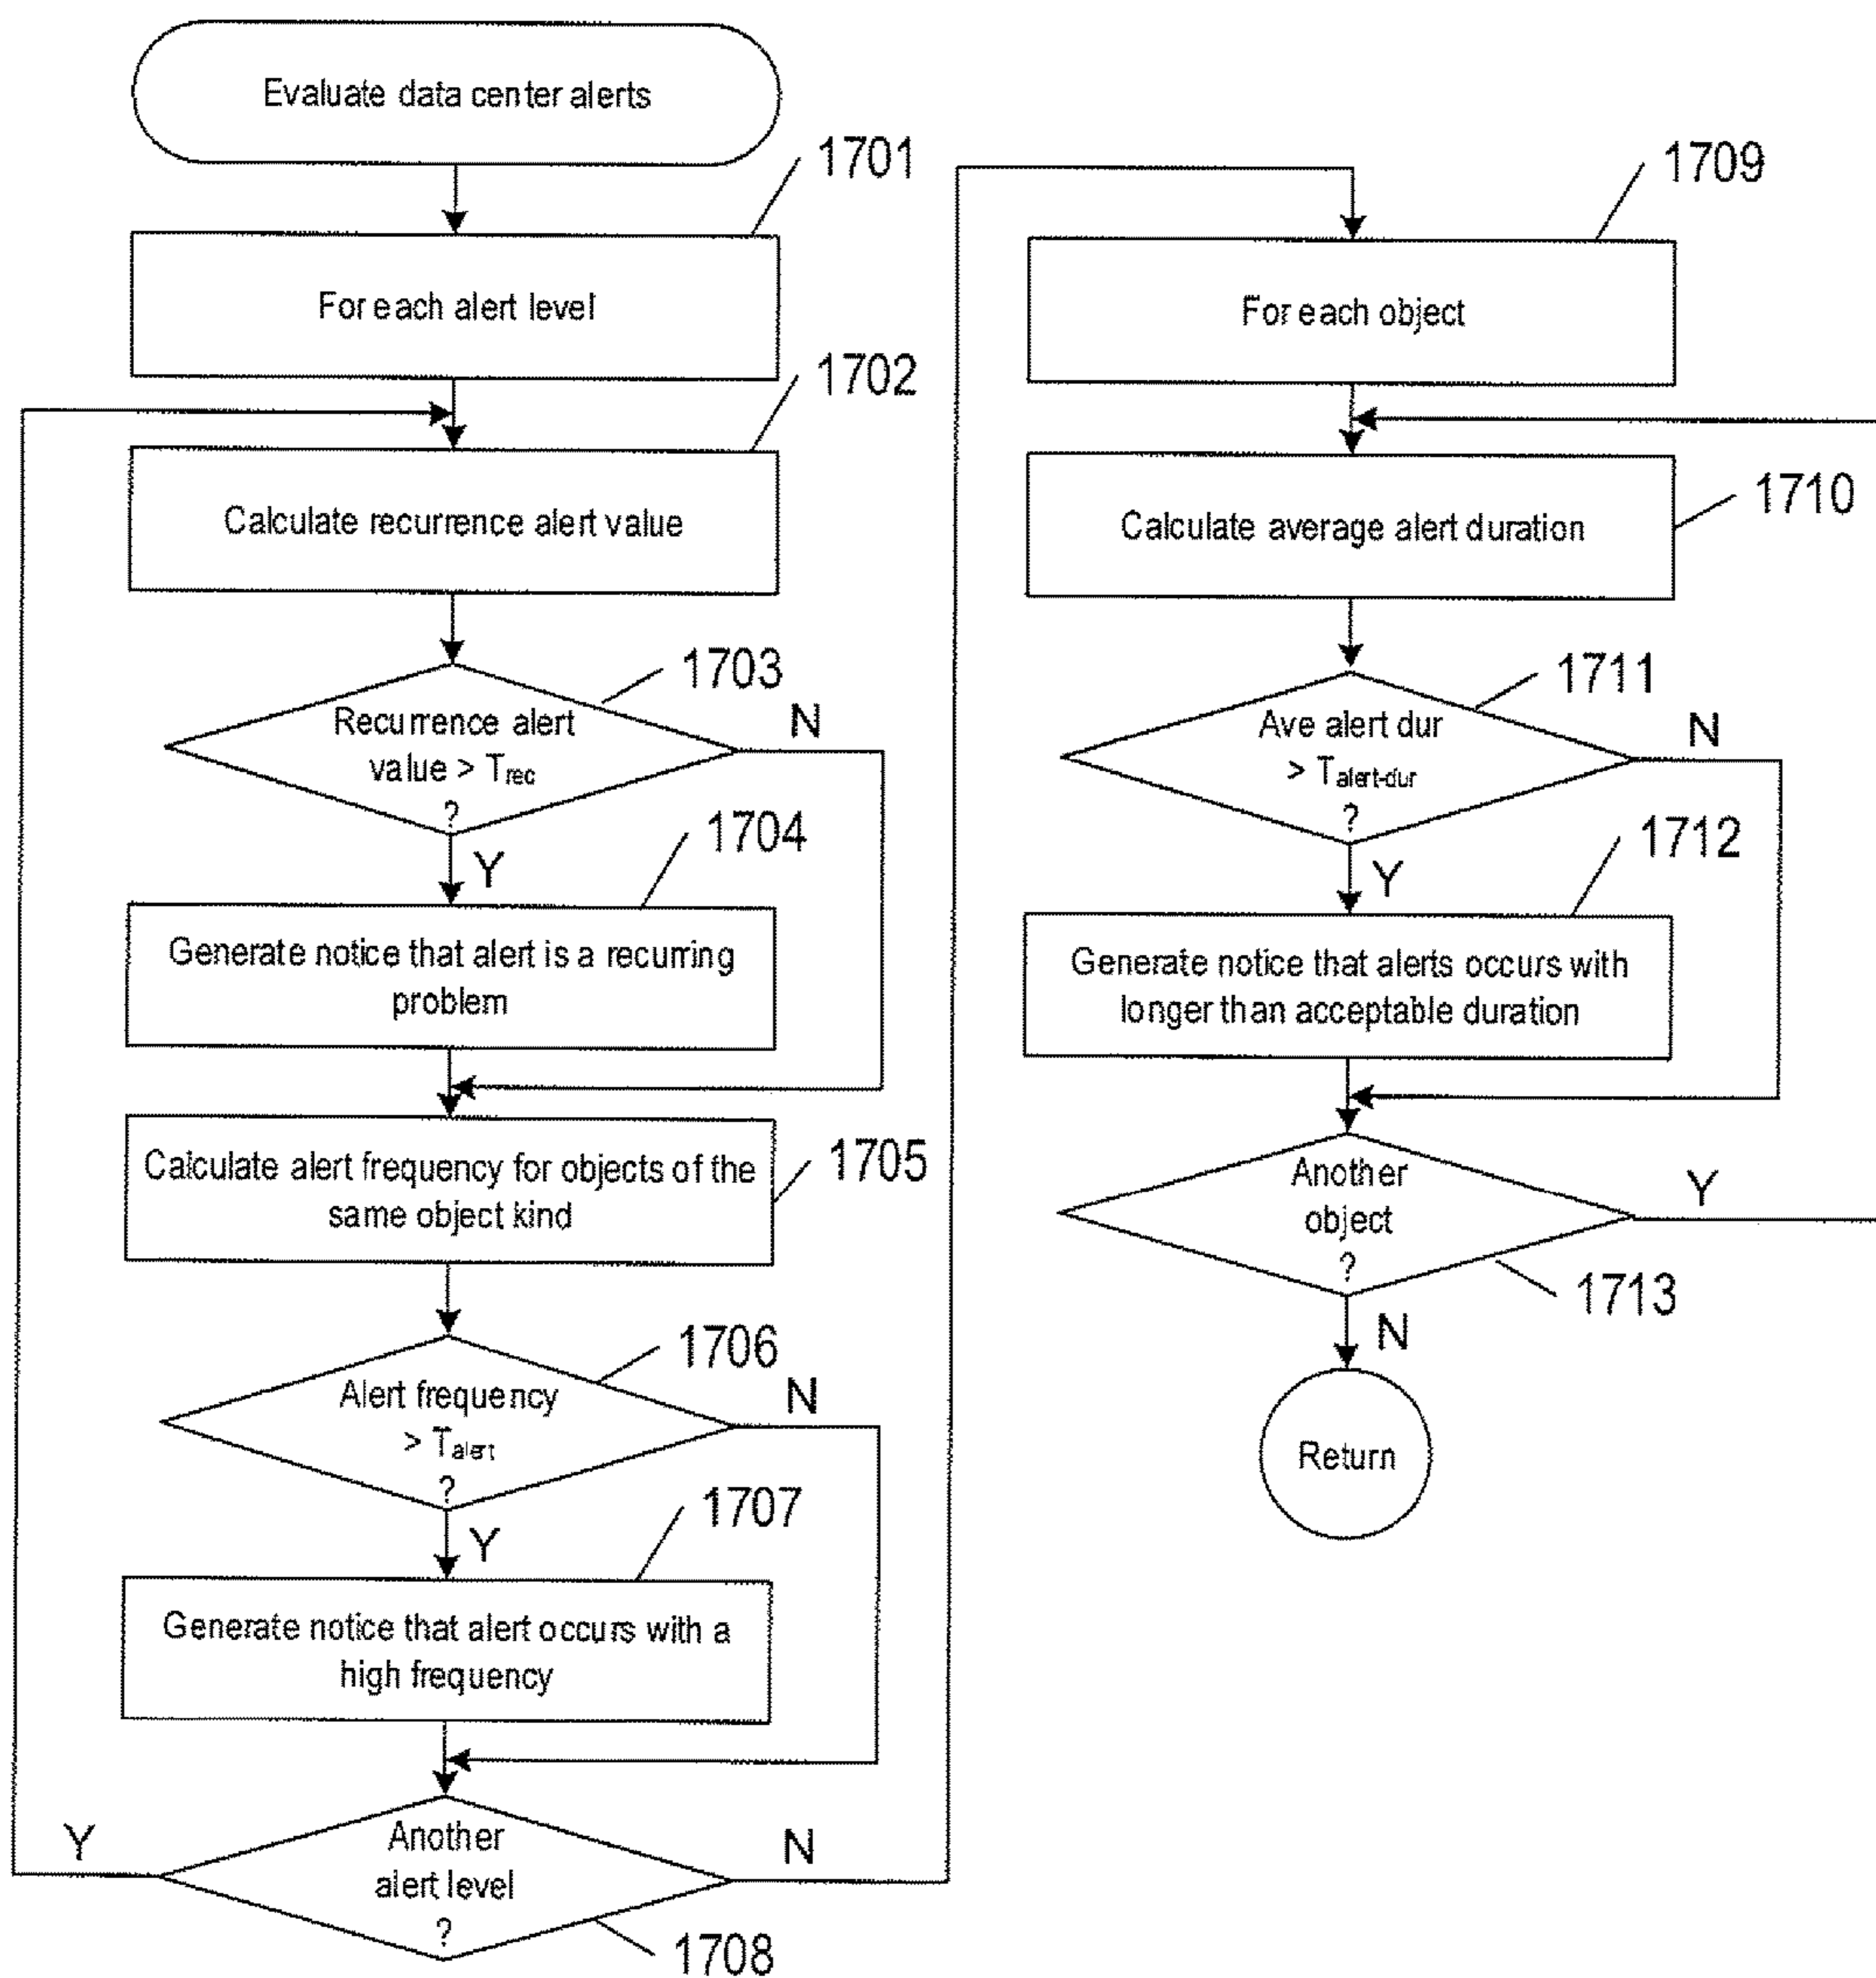 Evaluate data center alerts
1701
For each alert level
1702
Calculate recurrence alert value
1703
Recurrence alert
value > Trec
?
N
Y
1704
Generate notice that alert is a recurring
problem
1705
Calculate alert frequency for objects of the
same object kind
1706
Alert frequency
> Talert
?
N
Y
1707
Generate notice that alert occurs with a
high frequency
Another
alert level
?
Y
N
1708
1709
For each object
1710
Calculate average alert duration
1711
Ave alert dur
> Talert-dur
?
N
Y
1712
Generate notice that alerts occurs with
longer than acceptable duration
Another
object
?
Y
1713
N
Return